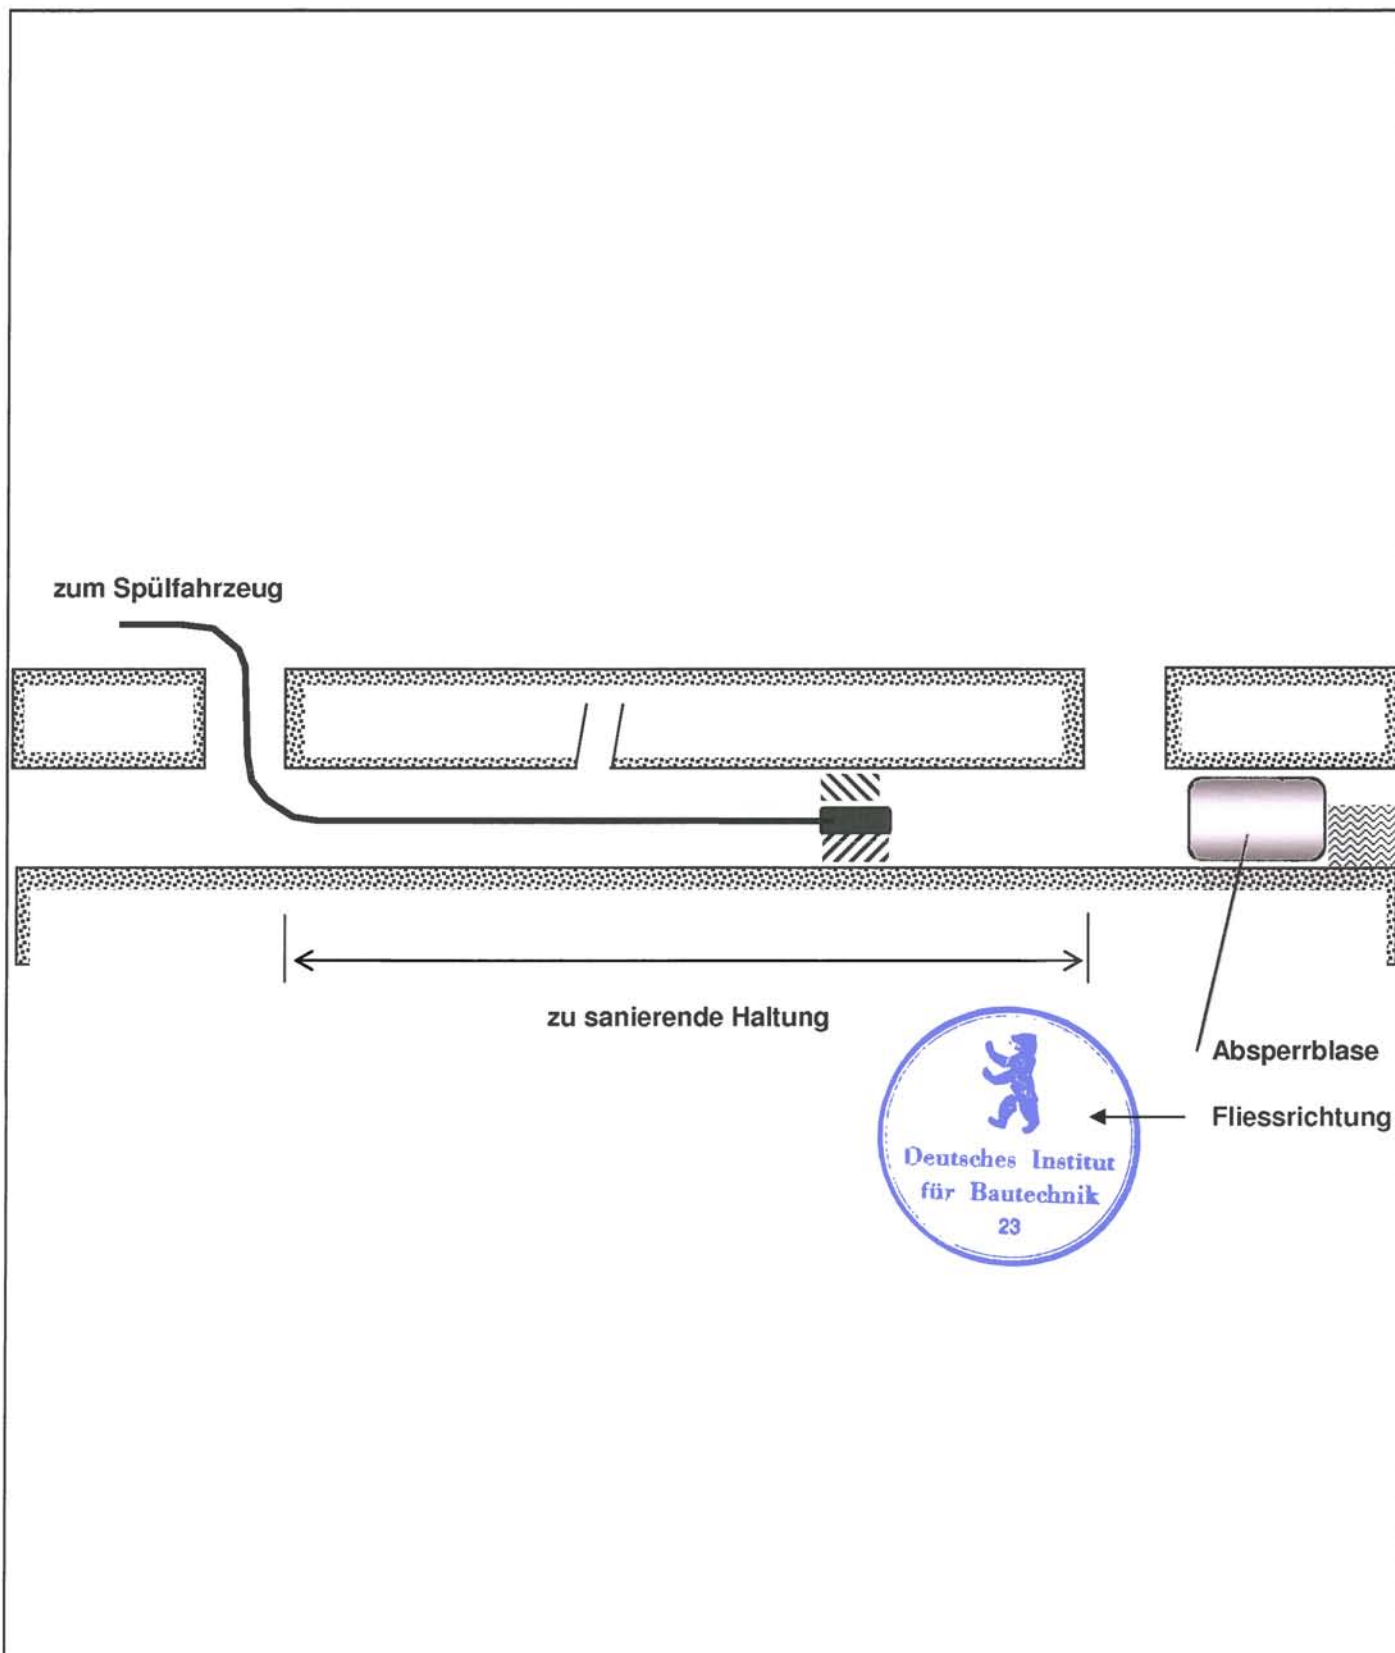 zum Spülfahrzeug
zu sanierende Haltung
Absperrblase
Fliessrichtung
Deutsches Institut
für Bautechnik
23